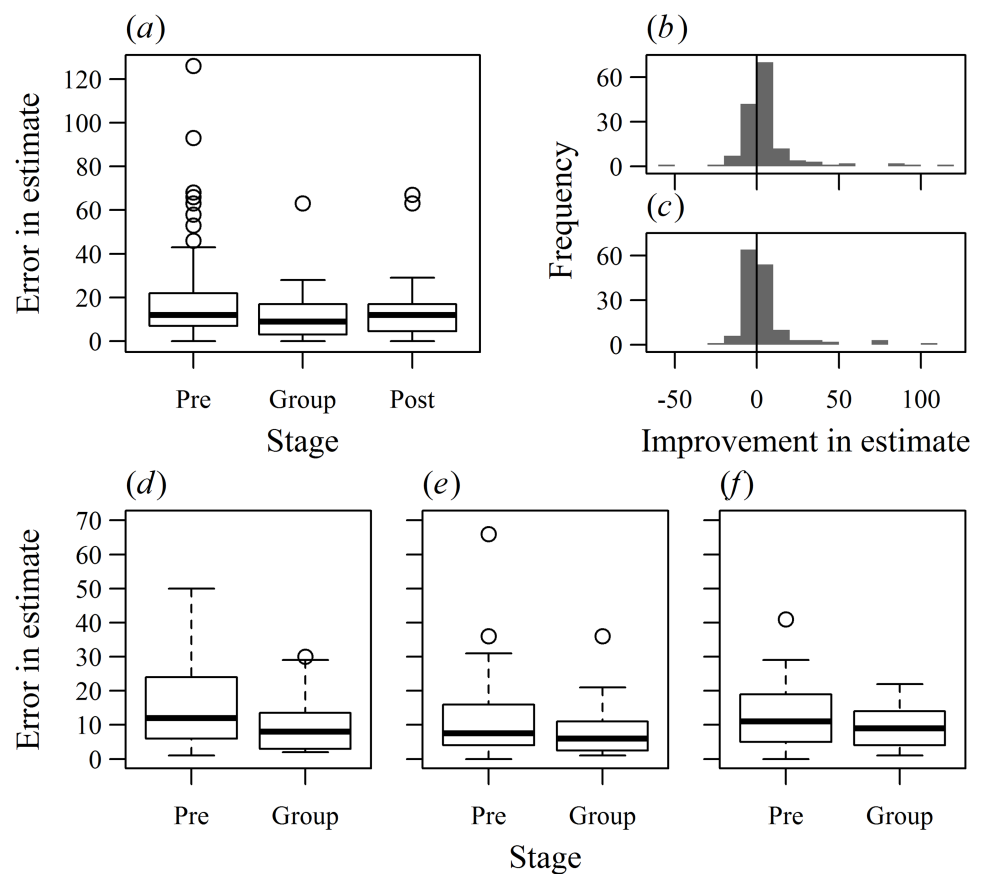 (a)
Error in estimate
120
100
80
60
40
20
0
Pre Group Post
Stage
(b)
60
30
0
Frequency
(c)
60
30
0
-50 0 50 100
Improvement in estimate
(d) (e) (f)
Error in estimate
70
60
50
40
30
20
10
0
Pre Group Pre Group Pre Group
Stage